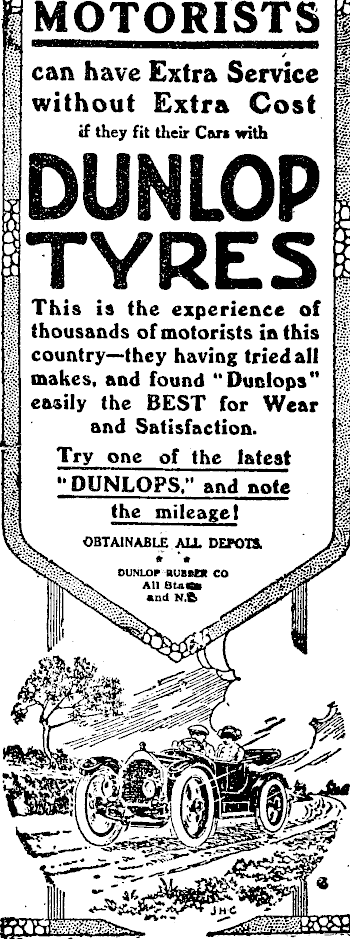 MOTORISTS
can have Extra Service
without Extra Cost
if they fit their Cars with
DUNLOP
TYRES
This is the experience of
thousands of motorists in this
country—they having tried all
makes, and found "Dunlops"
easily the BEST for Wear
and Satisfaction.
Try one of the latest
"DUNLOPS," and note
the mileage!
OBTAINABLE ALL DEPOTS.
* *
DUNLOP RUBBER CO
All States
and N.Z.
JHC